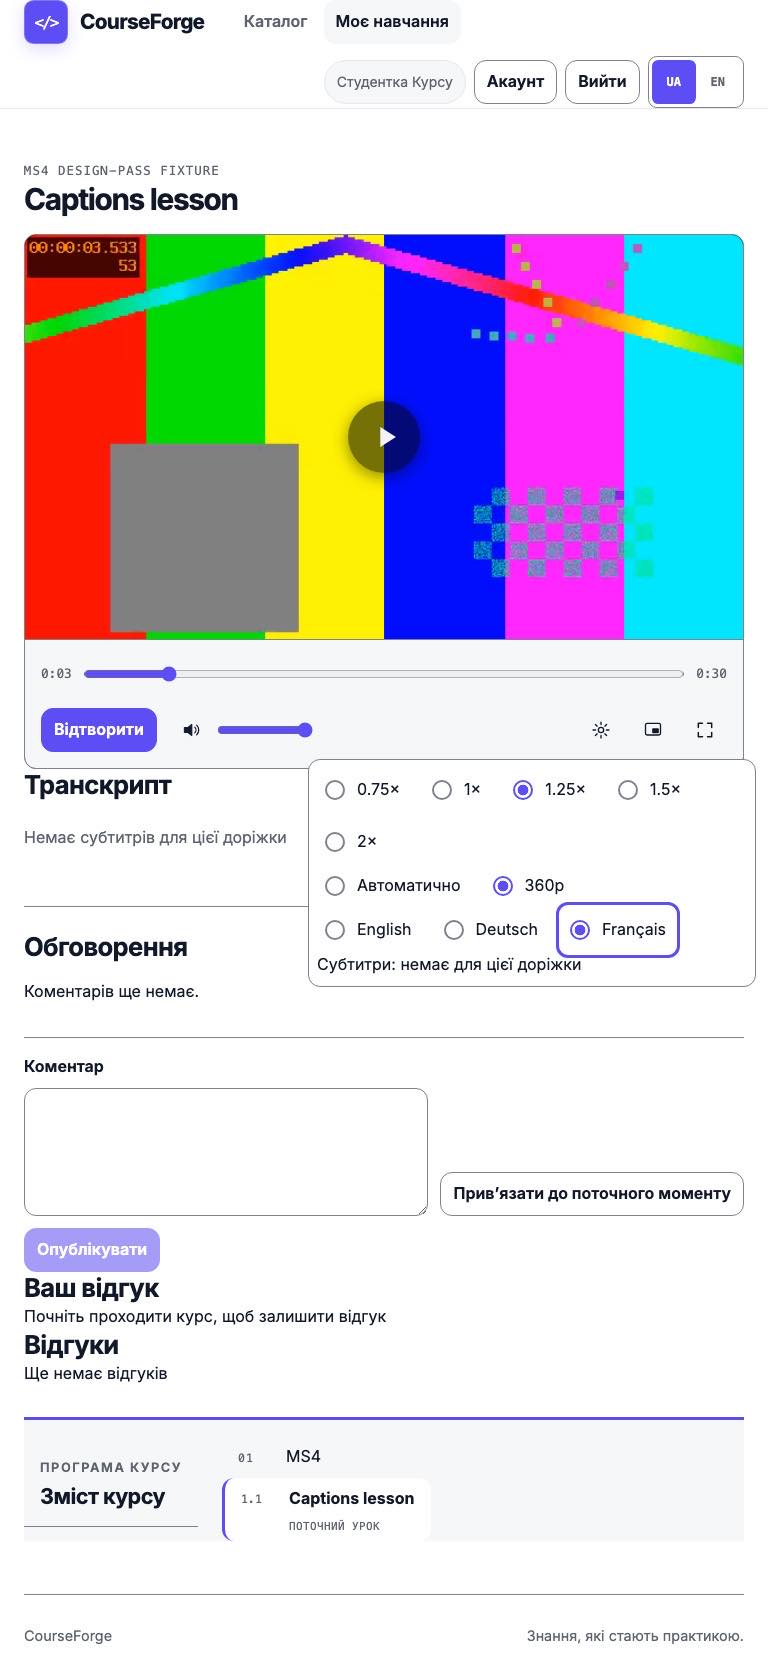 </> CourseForge Каталог Моє навчання
Студентка Курсу Акаунт Вийти UA EN
MS4 DESIGN-PASS FIXTURE
Captions lesson
00:00:03.533
53
0:03 0:30
Відтворити
Транскрипт
Немає субтитрів для цієї доріжки
0.75× 1× 1.25× 1.5×
2×
Автоматично 360p
English Deutsch Français
Субтитри: немає для цієї доріжки
Обговорення
Коментарів ще немає.
Коментар
Прив’язати до поточного моменту
Опублікувати
Ваш відгук
Почніть проходити курс, щоб залишити відгук
Відгуки
Ще немає відгуків
ПРОГРАМА КУРСУ
Зміст курсу
01 MS4
1.1 Captions lesson
ПОТОЧНИЙ УРОК
CourseForge Знання, які стають практикою.